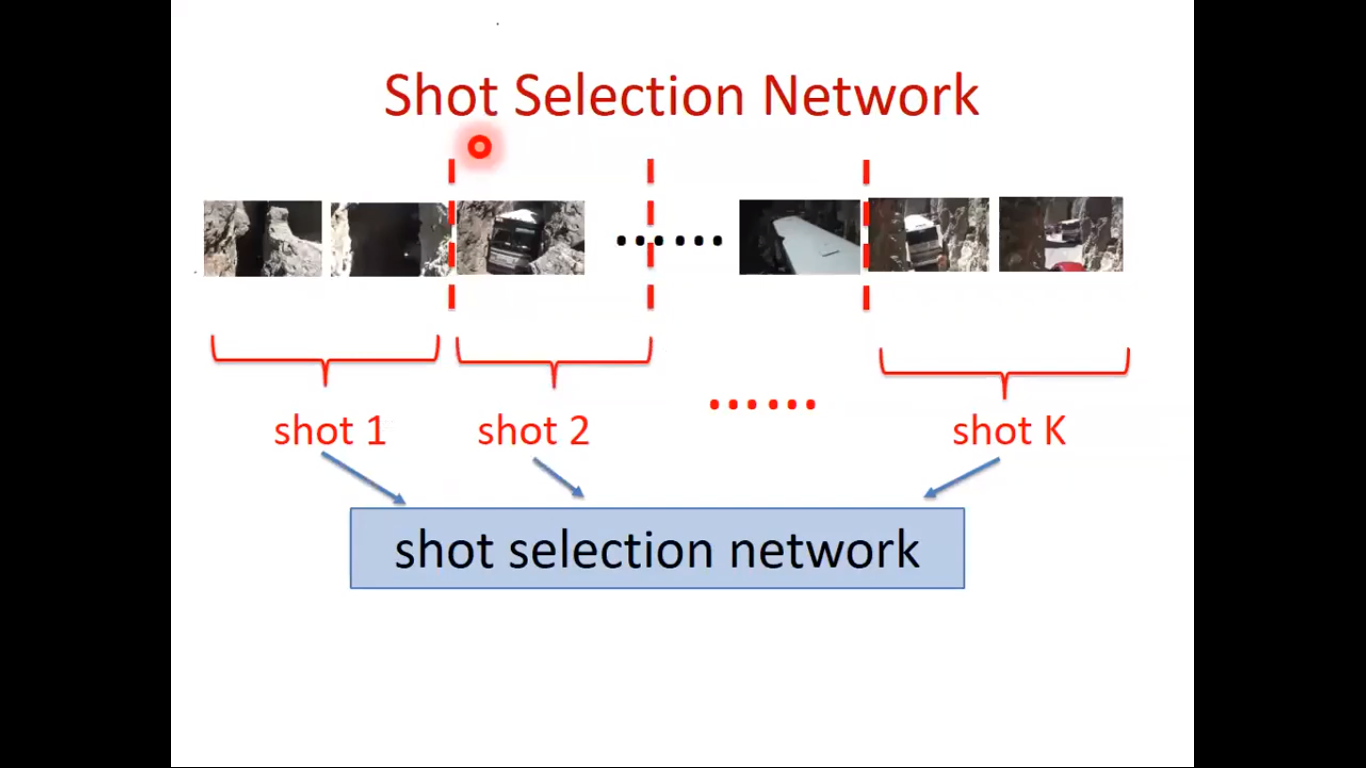 Shot Selection Network
......
shot 1
shot 2
......
shot K
shot selection network